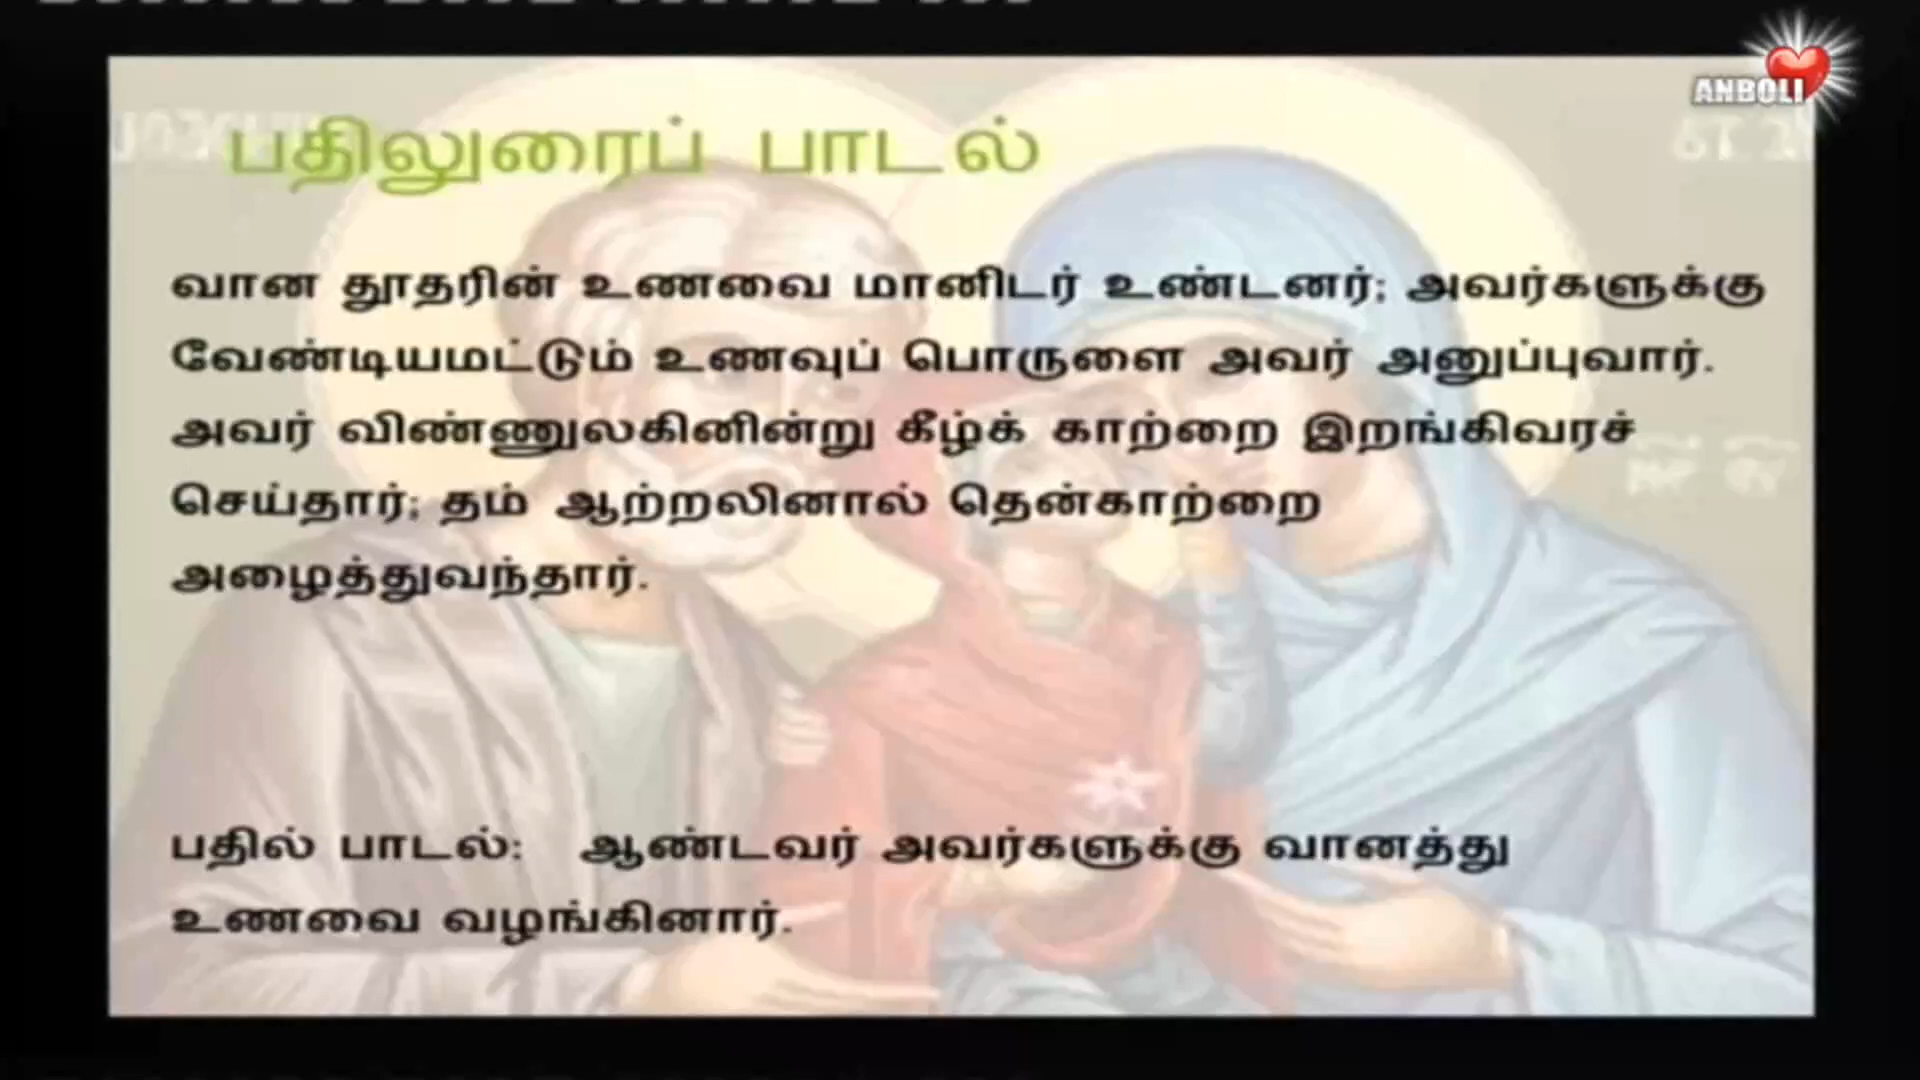 ANBOLI
பதிலுரைப் பாடல்
வான தூதரின் உணவை மானிடர் உண்டனர்; அவர்களுக்கு
வேண்டியமட்டும் உணவுப் பொருளை அவர் அனுப்புவார்.
அவர் விண்ணுலகினின்று கீழ்க் காற்றை இறங்கிவரச்
செய்தார்; தம் ஆற்றலினால் தென்காற்றை
அழைத்துவந்தார்.
பதில் பாடல்: ஆண்டவர் அவர்களுக்கு வானத்து
உணவை வழங்கினார்.